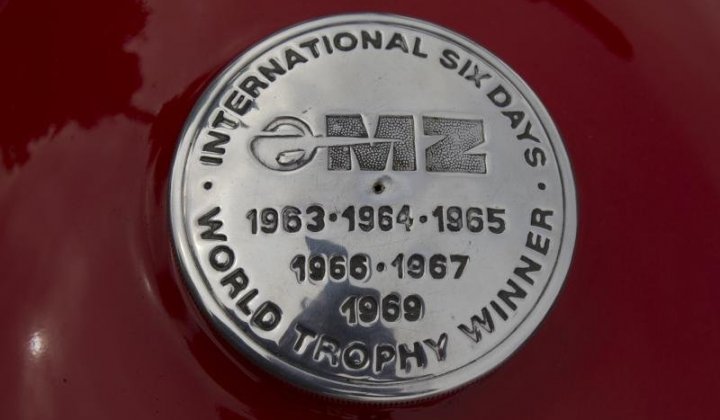 · INTERNATIONAL SIX DAYS ·
MZ
1963 · 1964 · 1965
1966 · 1967
1969
WORLD TROPHY WINNER